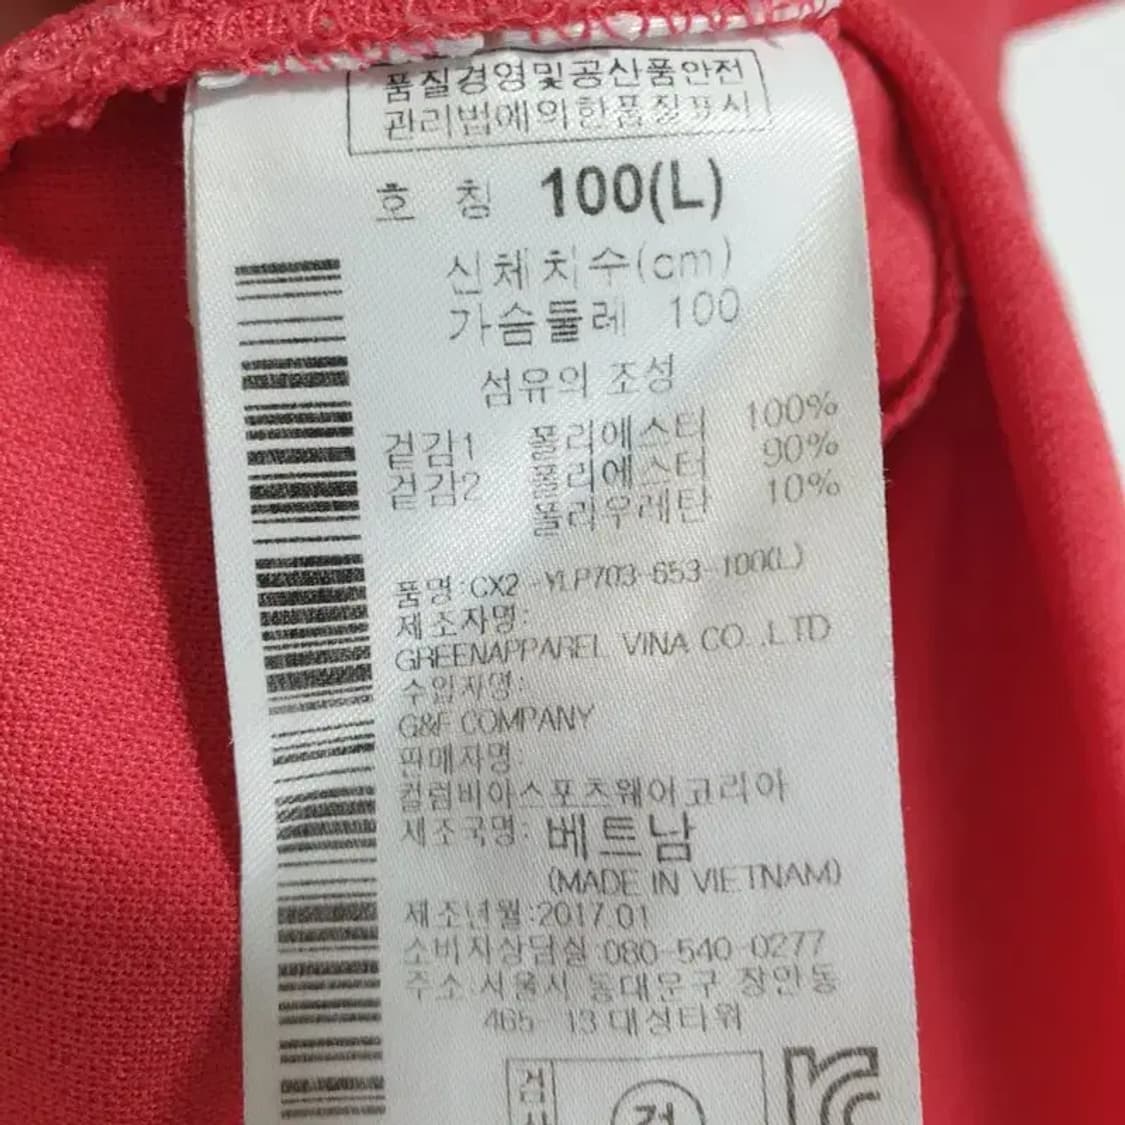 품질경영및공산품안전
관리법에의한품질표시
호 칭 100(L)
신체치수(cm)
가슴둘레 100
섬유의 조성
겉감1 폴리에스터 100%
겉감2 폴리에스터 90%
폴리우레탄 10%
품명:CX2-YLP703-653-100(L)
제조자명:
GREENAPPAREL VINA CO.,LTD
수입자명:
G&F COMPANY
판매자명:
컬럼비아스포츠웨어코리아
제조국명: 베트남
(MADE IN VIETNAM)
제조년월:2017.01
소비자상담실:080-540-0277
주소:서울시 동대문구 장안동
465-13 대성타워
검